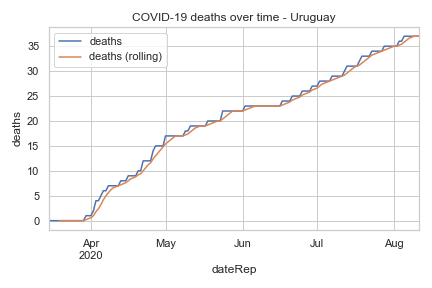 COVID-19 deaths over time - Uruguay
deaths
deaths (rolling)
deaths
35
30
25
20
15
10
5
0
Apr
2020
May
Jun
Jul
Aug
dateRep